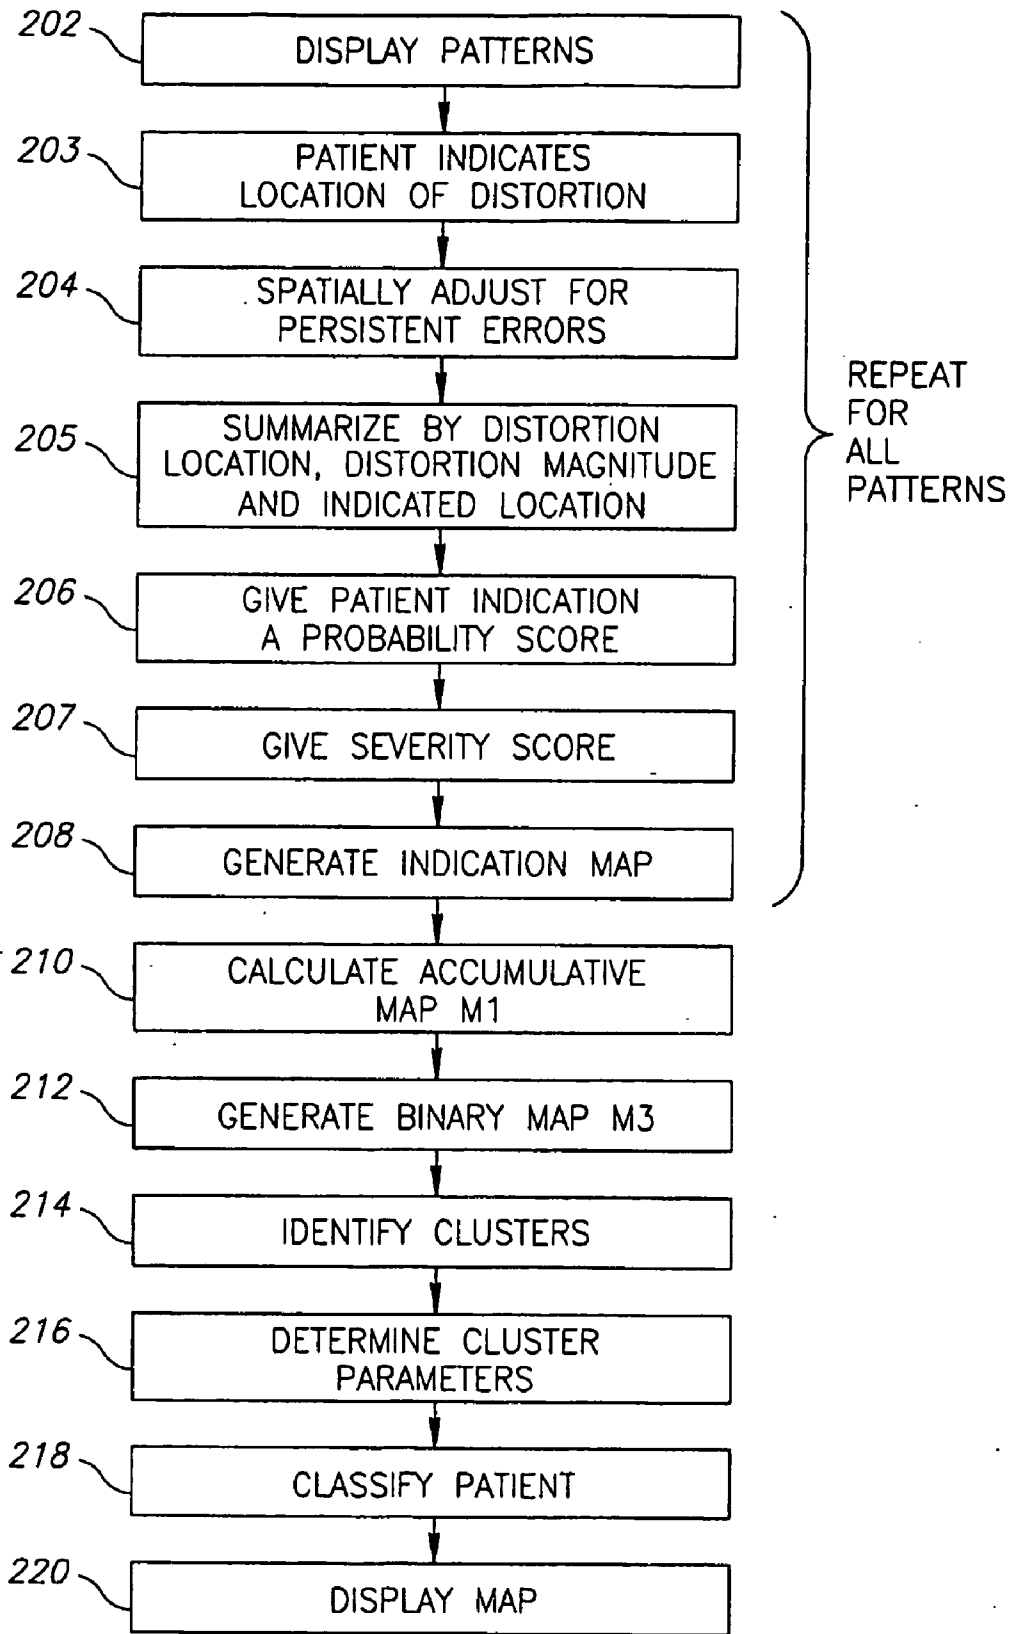 202
DISPLAY PATTERNS
203
PATIENT INDICATES
LOCATION OF DISTORTION
204
SPATIALLY ADJUST FOR
PERSISTENT ERRORS
205
SUMMARIZE BY DISTORTION
LOCATION, DISTORTION MAGNITUDE
AND INDICATED LOCATION
206
GIVE PATIENT INDICATION
A PROBABILITY SCORE
207
GIVE SEVERITY SCORE
208
GENERATE INDICATION MAP
REPEAT
FOR
ALL
PATTERNS
210
CALCULATE ACCUMULATIVE
MAP M1
212
GENERATE BINARY MAP M3
214
IDENTIFY CLUSTERS
216
DETERMINE CLUSTER
PARAMETERS
218
CLASSIFY PATIENT
220
DISPLAY MAP